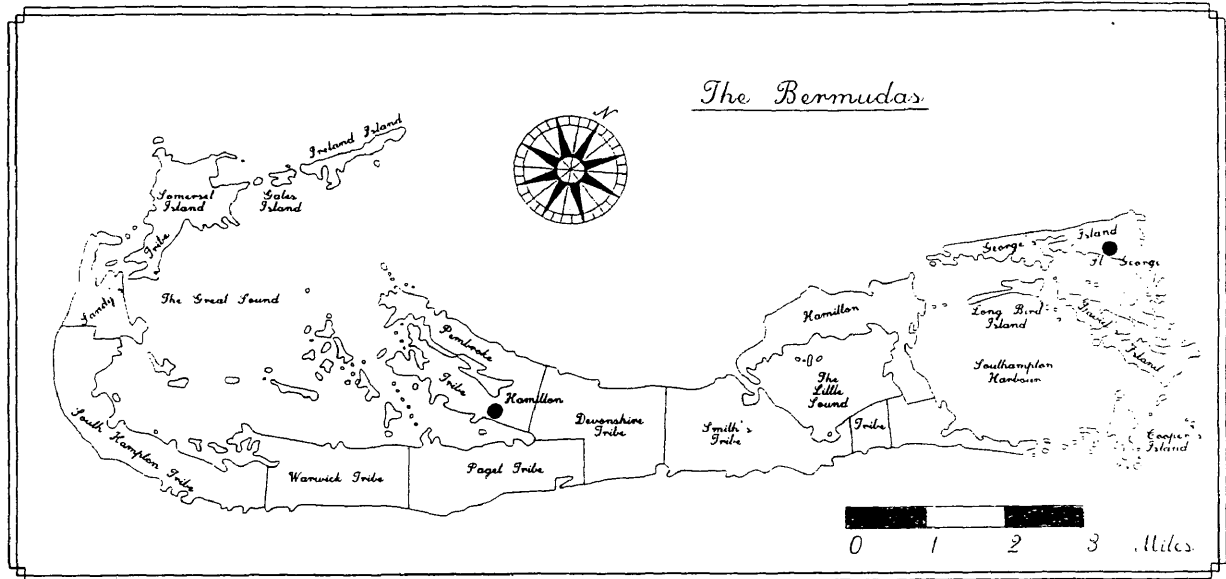 The Bermudas
N
Ireland Island
Somerset
Island
Gates
Island
Tribe
Sandy
The Great Sound
George's
Island
St George
Long Bird
Island
David's
Island
Hamilton
Pembroke
Tribe
The
Little
Sound
Southampton
Harbour
Hamilton
Devonshire
Tribe
Smith's
Tribe
Tribe
Cooper's
Island
South Hampton Tribe
Warwick Tribe
Paget Tribe
0 1 2 3 Miles